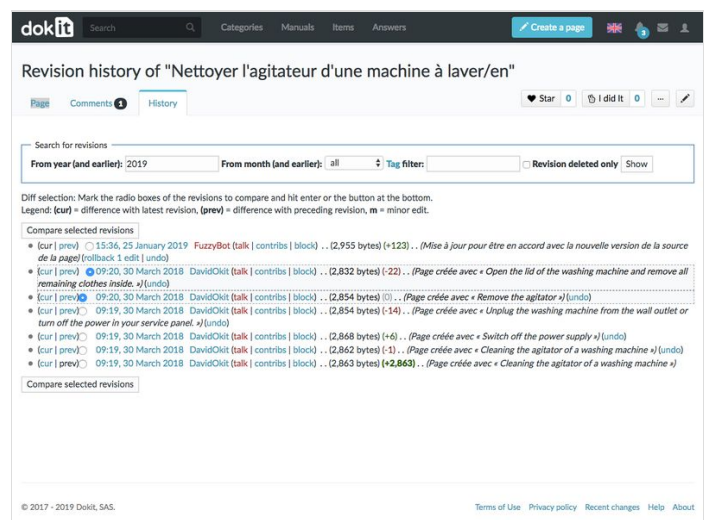 dokit Search Categories Manuals Items Answers Create a page 3
Revision history of "Nettoyer l'agitateur d'une machine à laver/en"
Page Comments 1 History Star 0 I did It 0 ...
Search for revisions
From year (and earlier): 2019 From month (and earlier): all Tag filter: Revision deleted only Show
Diff selection: Mark the radio boxes of the revisions to compare and hit enter or the button at the bottom.
Legend: (cur) = difference with latest revision, (prev) = difference with preceding revision, m = minor edit.
Compare selected revisions
(cur | prev) 15:36, 25 January 2019 FuzzyBot (talk | contribs | block) . . (2,955 bytes) (+123) . . (Mise à jour pour être en accord avec la nouvelle version de la source
de la page) (rollback 1 edit | undo)
(cur | prev) 09:20, 30 March 2018 DavidOkit (talk | contribs | block) . . (2,832 bytes) (-22) . . (Page créée avec « Open the lid of the washing machine and remove all
remaining clothes inside. ») (undo)
(cur | prev) 09:20, 30 March 2018 DavidOkit (talk | contribs | block) . . (2,854 bytes) (0) . . (Page créée avec « Remove the agitator ») (undo)
(cur | prev) 09:19, 30 March 2018 DavidOkit (talk | contribs | block) . . (2,854 bytes) (-14) . . (Page créée avec « Unplug the washing machine from the wall outlet or
turn off the power in your service panel. ») (undo)
(cur | prev) 09:19, 30 March 2018 DavidOkit (talk | contribs | block) . . (2,868 bytes) (+6) . . (Page créée avec « Switch off the power supply ») (undo)
(cur | prev) 09:19, 30 March 2018 DavidOkit (talk | contribs | block) . . (2,862 bytes) (-1) . . (Page créée avec « Cleaning the agitator of a washing machine ») (undo)
(cur | prev) 09:19, 30 March 2018 DavidOkit (talk | contribs | block) . . (2,863 bytes) (+2,863) . . (Page créée avec « Cleaning the agitator of a washing machine »)
Compare selected revisions
© 2017 - 2019 Dokit, SAS. Terms of Use Privacy policy Recent changes Help About